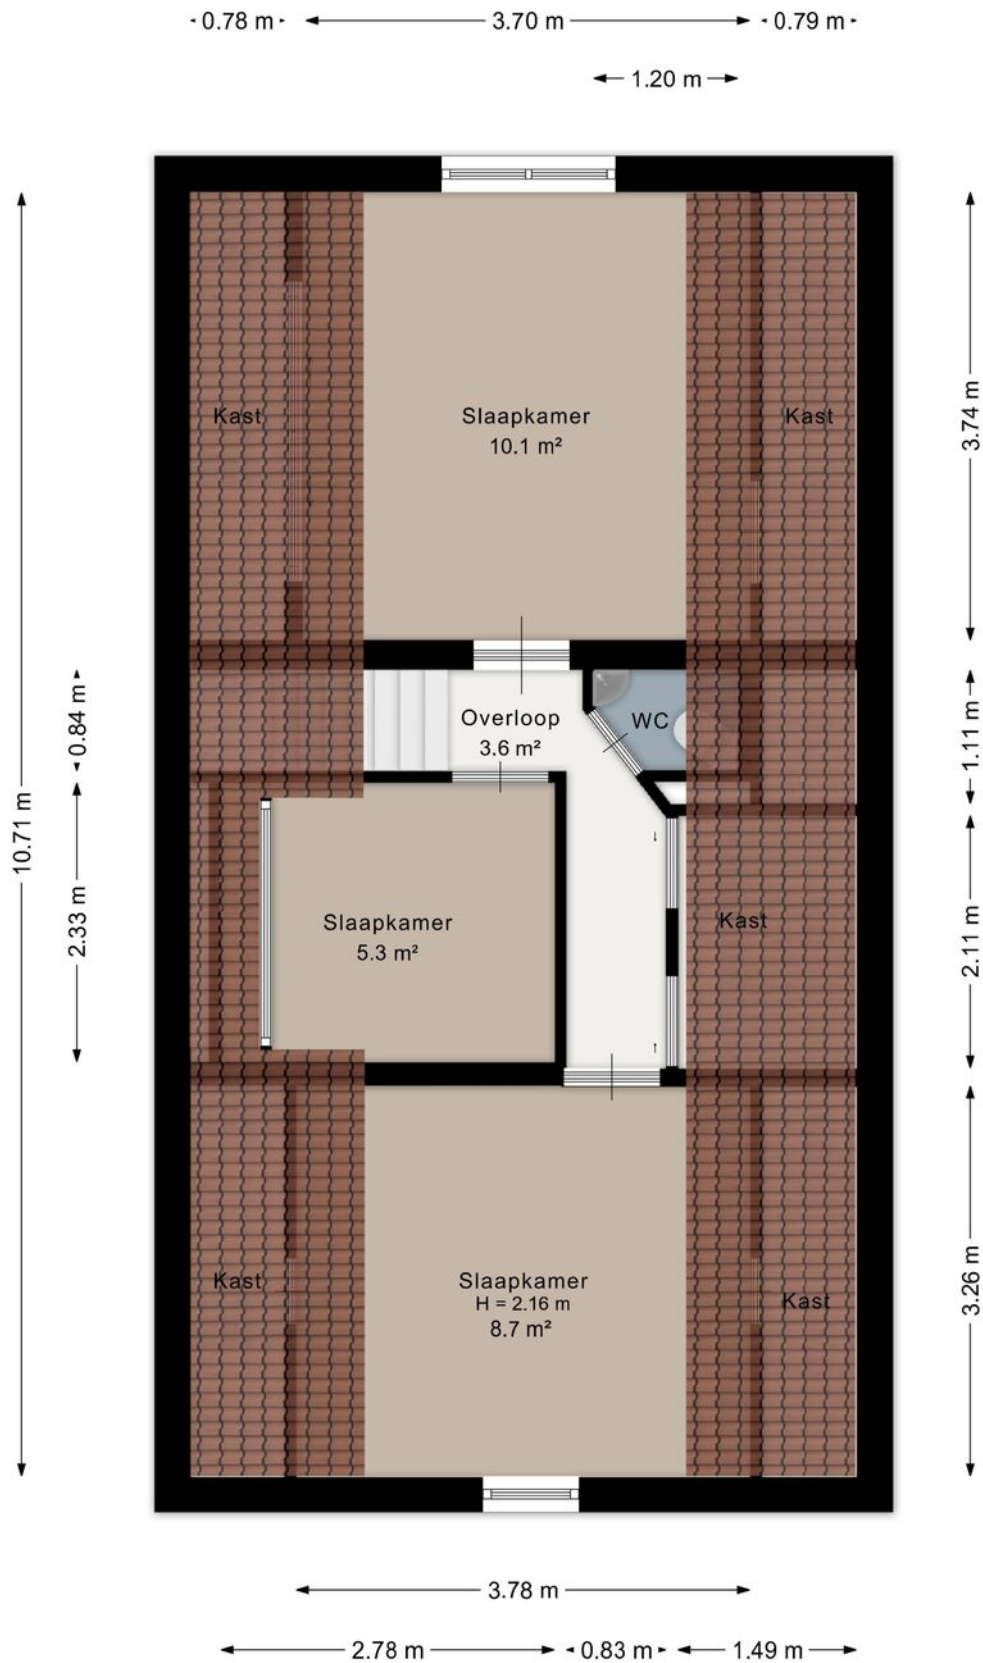 0.78 m
3.70 m
0.79 m
1.20 m
Kast
Slaapkamer
10.1 m²
Kast
3.74 m
10.71 m
0.84 m
Overloop
3.6 m²
WC
1.11 m
2.33 m
Slaapkamer
5.3 m²
Kast
2.11 m
Kast
Slaapkamer
H = 2.16 m
8.7 m²
Kast
3.26 m
3.78 m
2.78 m
0.83 m
1.49 m